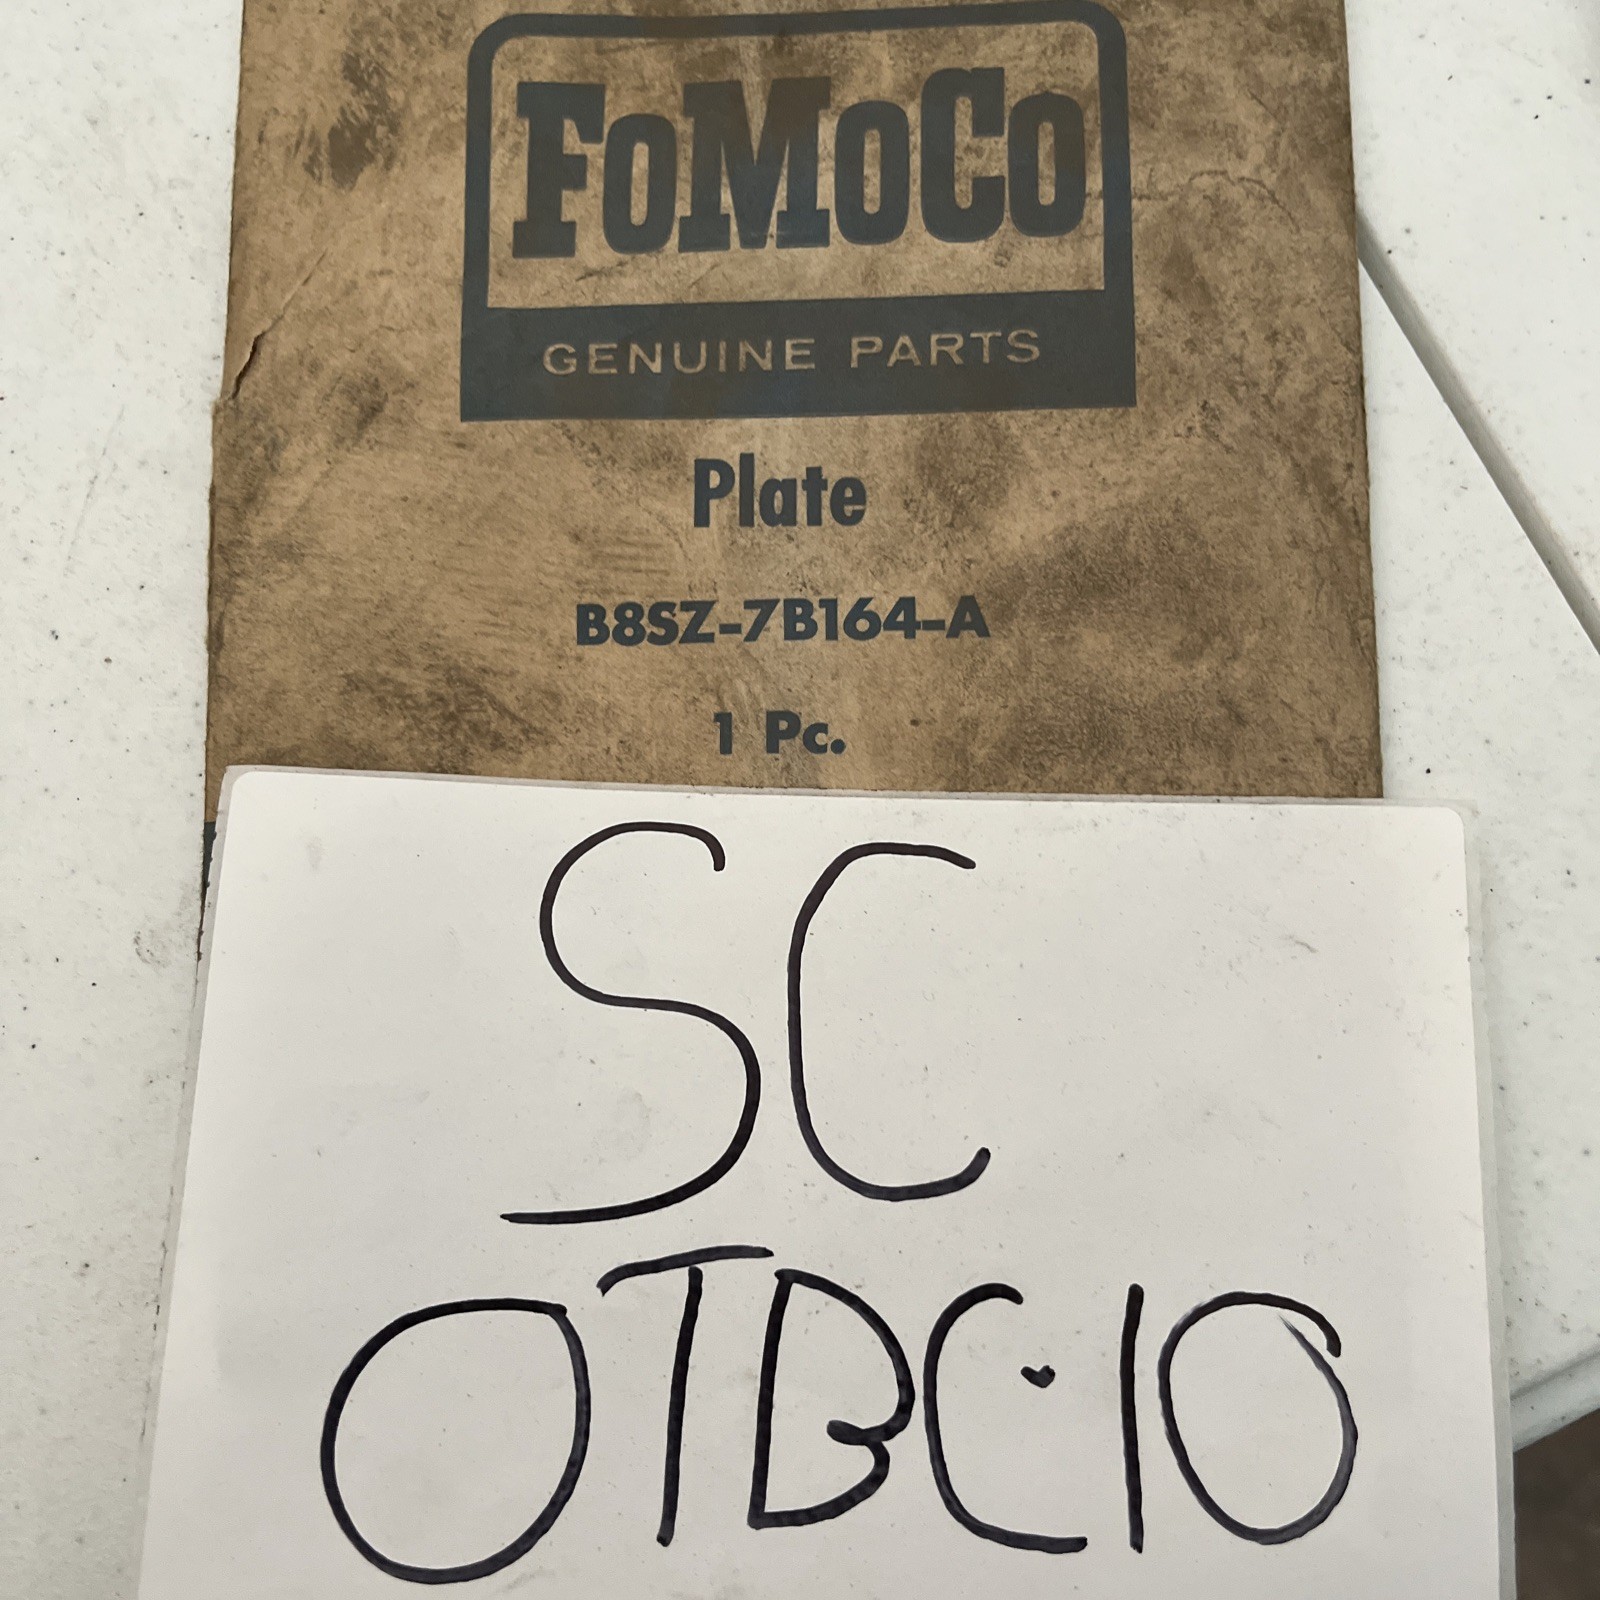 FoMoCo
GENUINE PARTS
Plate
B8SZ-7B164-A
1 Pc.
SC
OTBC-10